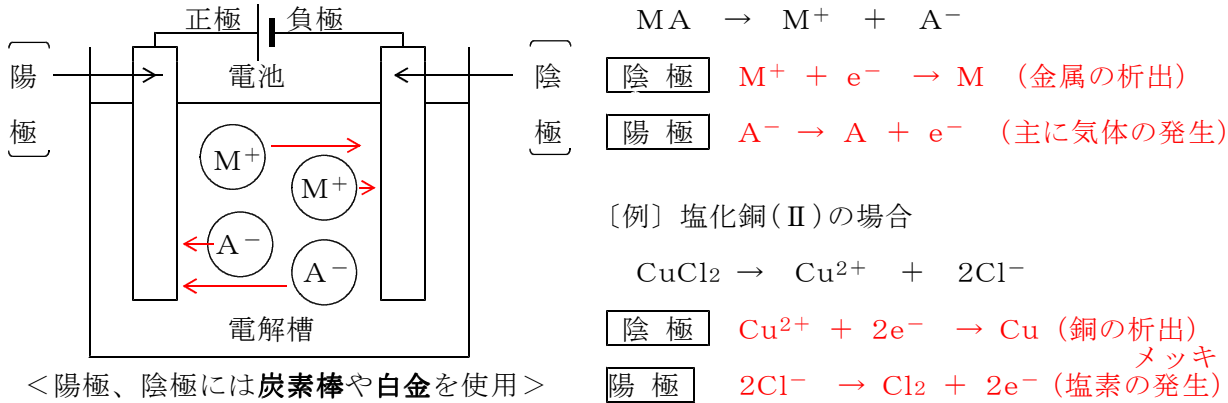 正極 負極
〔陽極〕
電池
〔陰極〕
M⁺
M⁺
A⁻
A⁻
電解槽
＜陽極、陰極には炭素棒や白金を使用＞
MA → M⁺ + A⁻
陰極 M⁺ + e⁻ → M （金属の析出）
陽極 A⁻ → A + e⁻ （主に気体の発生）
〔例〕塩化銅(Ⅱ)の場合
CuCl₂ → Cu²⁺ + 2Cl⁻
陰極 Cu²⁺ + 2e⁻ → Cu（銅の析出）
メッキ
陽極 2Cl⁻ → Cl₂ + 2e⁻（塩素の発生）